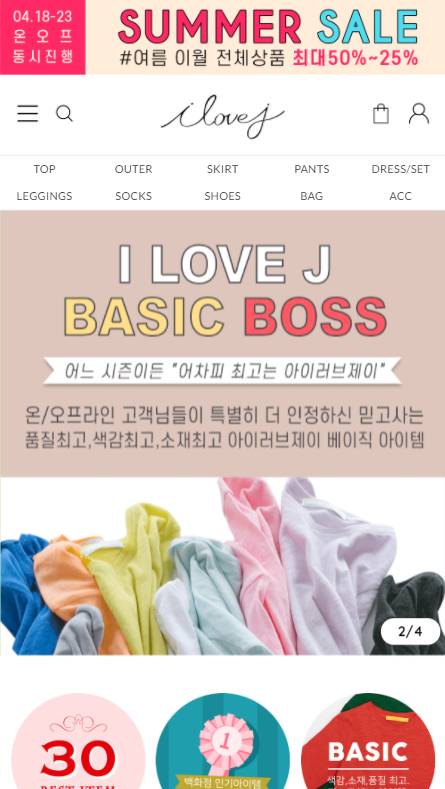 04.18-23
온 오 프
동시진행
SUMMER SALE
#여름 이월 전체상품 최대50%~25%
ilovej
TOP OUTER SKIRT PANTS DRESS/SET
LEGGINGS SOCKS SHOES BAG ACC
I LOVE J
BASIC BOSS
어느 시즌이든 "어차피 최고는 아이러브제이"
온/오프라인 고객님들이 특별히 더 인정하신 믿고사는
품질최고,색감최고,소재최고 아이러브제이 베이직 아이템
2/4
30
BEST ITEM
1
백화점 인기아이템
BASIC
색감,소재,품질 최고.